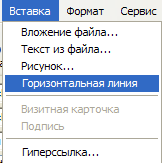 Вставка Формат Сервис
Вложение файла...
Текст из файла...
Рисунок...
Горизонтальная линия
Визитная карточка
Подпись
Гиперссылка...